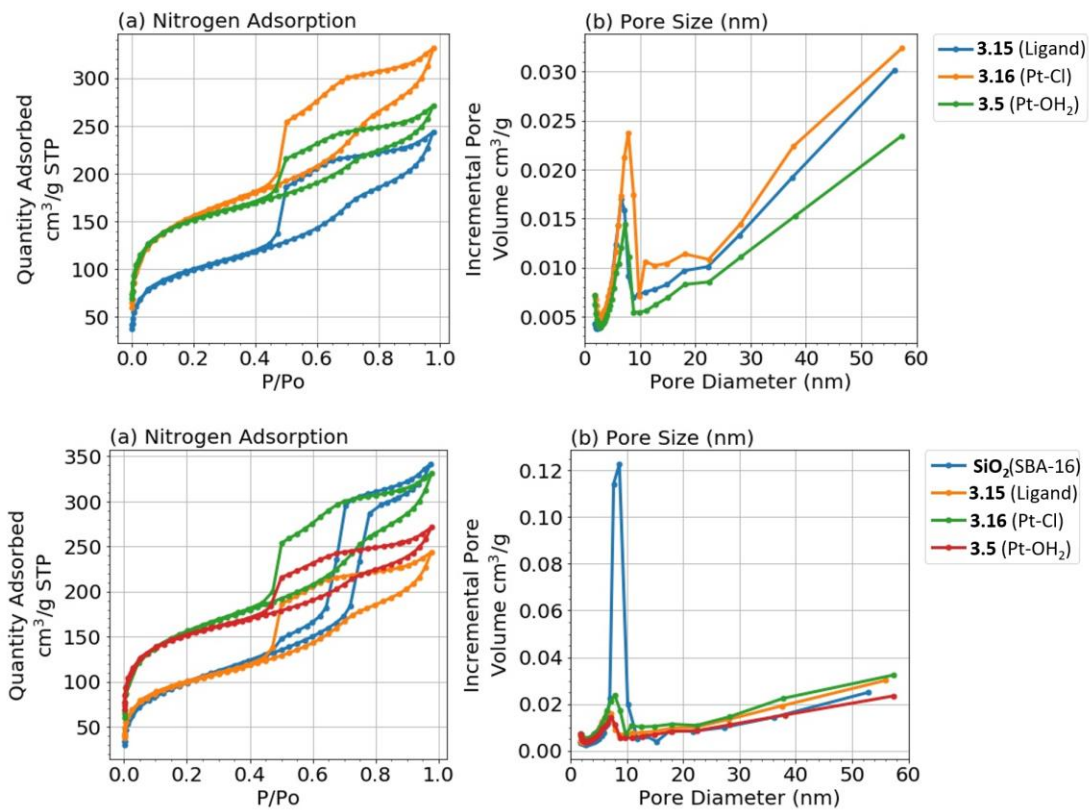 (a) Nitrogen Adsorption
(b) Pore Size (nm)
3.15 (Ligand)
3.16 (Pt-Cl)
3.5 (Pt-OH₂)
Quantity Adsorbed
cm³/g STP
300
250
200
150
100
50
0.0 0.2 0.4 0.6 0.8 1.0
P/Po
Incremental Pore
Volume cm³/g
0.030
0.025
0.020
0.015
0.010
0.005
0 10 20 30 40 50 60
Pore Diameter (nm)
(a) Nitrogen Adsorption
(b) Pore Size (nm)
SiO₂(SBA-16)
3.15 (Ligand)
3.16 (Pt-Cl)
3.5 (Pt-OH₂)
Quantity Adsorbed
cm³/g STP
350
300
250
200
150
100
50
0.0 0.2 0.4 0.6 0.8 1.0
P/Po
Incremental Pore
Volume cm³/g
0.12
0.10
0.08
0.06
0.04
0.02
0.00
0 10 20 30 40 50 60
Pore Diameter (nm)